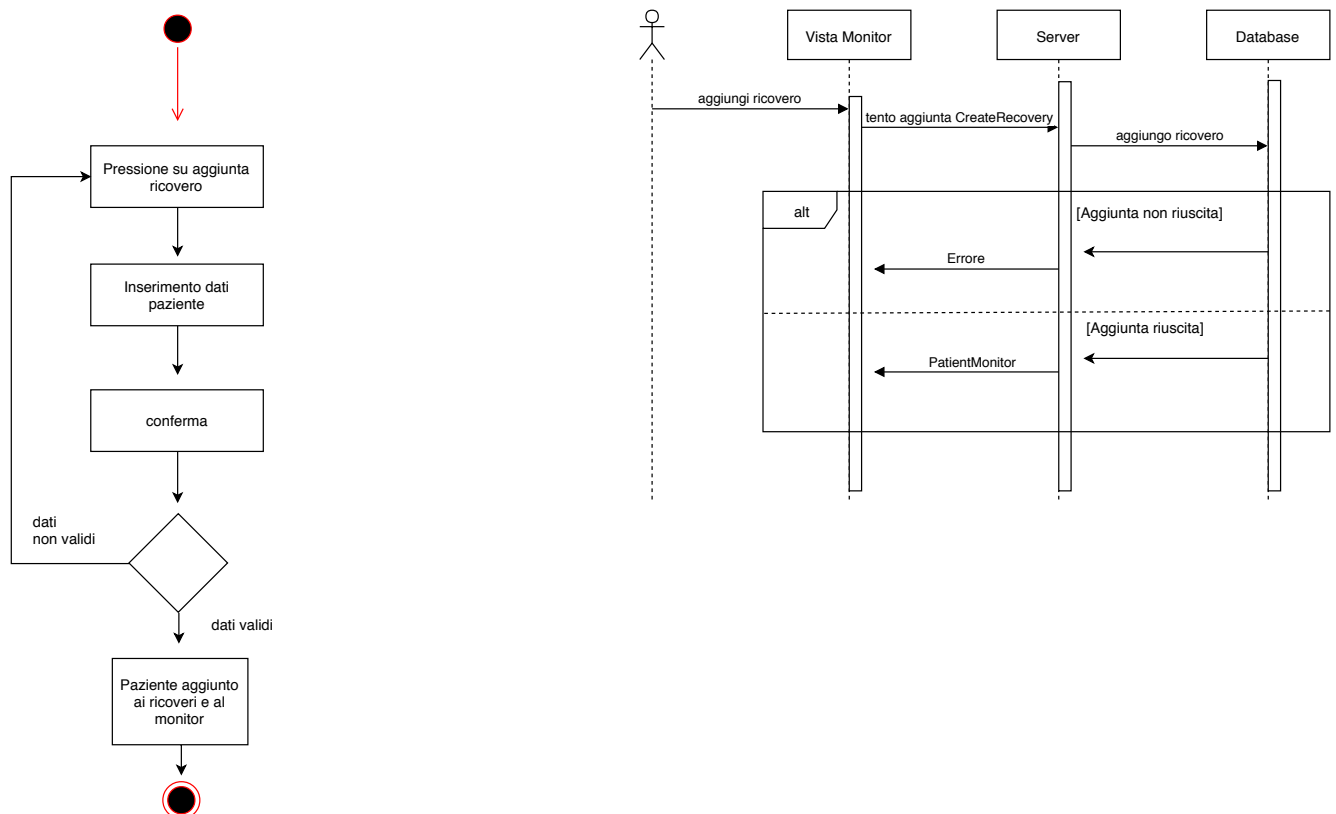 Pressione su aggiunta
ricovero
Inserimento dati
paziente
conferma
dati
non validi
dati validi
Paziente aggiunto
ai ricoveri e al
monitor
Vista Monitor
Server
Database
aggiungi ricovero
tento aggiunta CreateRecovery
aggiungo ricovero
alt
[Aggiunta non riuscita]
Errore
[Aggiunta riuscita]
PatientMonitor